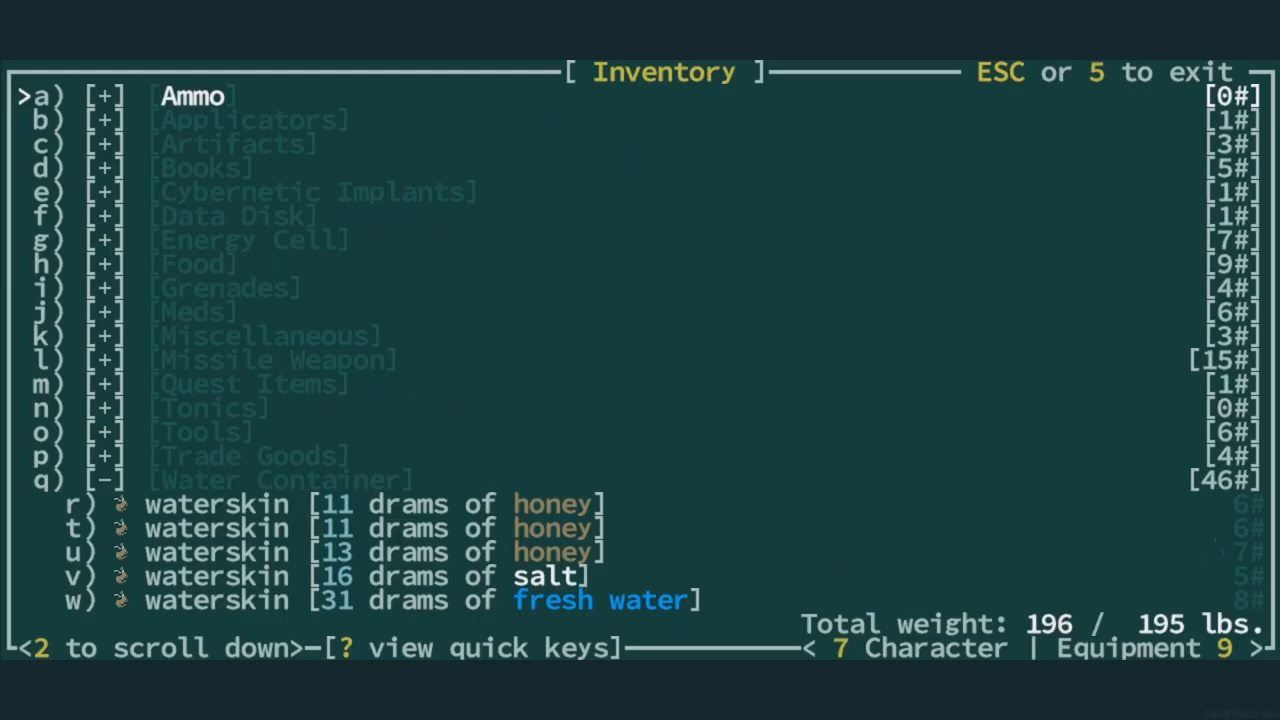 [ Inventory ] ESC or 5 to exit
>a) [+] [Ammo] [0#]
b) [+] [Applicators] [1#]
c) [+] [Artifacts] [3#]
d) [+] [Books] [5#]
e) [+] [Cybernetic Implants] [1#]
f) [+] [Data Disk] [1#]
g) [+] [Energy Cell] [7#]
h) [+] [Food] [9#]
i) [+] [Grenades] [4#]
j) [+] [Meds] [6#]
k) [+] [Miscellaneous] [3#]
l) [+] [Missile Weapon] [15#]
m) [+] [Quest Items] [1#]
n) [+] [Tonics] [0#]
o) [+] [Tools] [6#]
p) [+] [Trade Goods] [4#]
q) [-] [Water Container] [46#]
r) waterskin [11 drams of honey] 6#
t) waterskin [11 drams of honey] 6#
u) waterskin [13 drams of honey] 7#
v) waterskin [16 drams of salt] 5#
w) waterskin [31 drams of fresh water] 8#
Total weight: 196 / 195 lbs.
<2 to scroll down> [? view quick keys] < 7 Character | Equipment 9 >